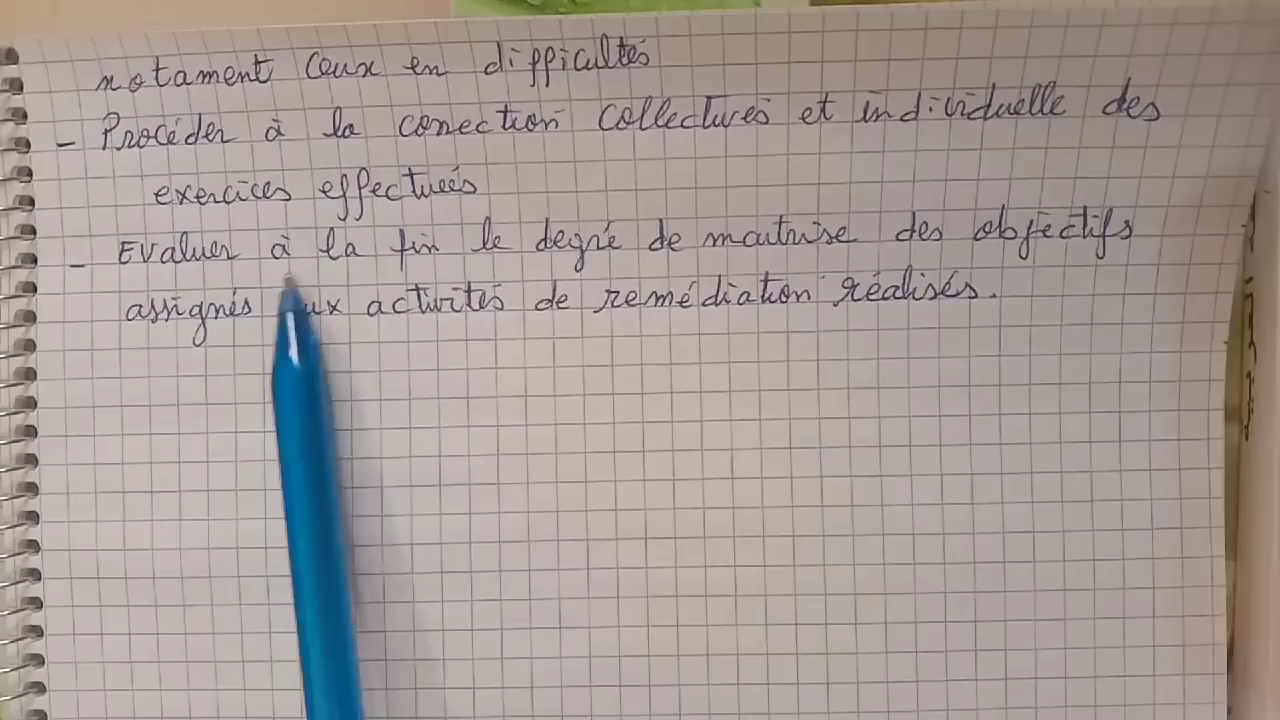 notament ceux en difficultés
- Procéder à la correction collectives et individuelle des
exercices effectueés
- Evaluer à la fin le degré de maitrise des objectifs
assignés aux activités de remédiation réalisés.